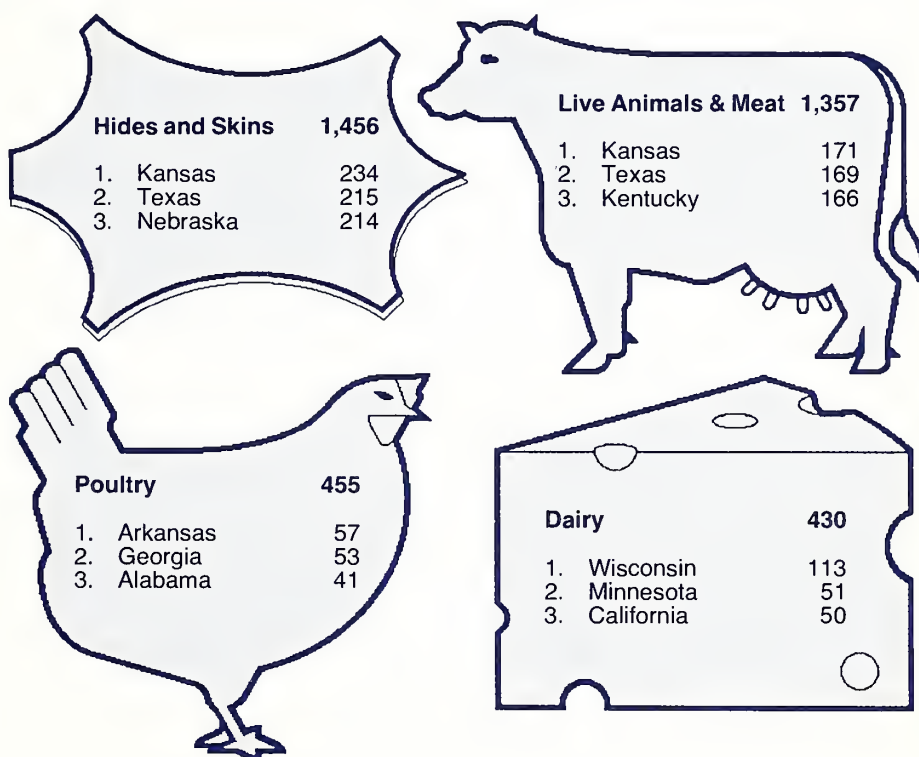 Hides and Skins 1,456
1. Kansas 234
2. Texas 215
3. Nebraska 214
Live Animals & Meat 1,357
1. Kansas 171
2. Texas 169
3. Kentucky 166
Poultry 455
1. Arkansas 57
2. Georgia 53
3. Alabama 41
Dairy 430
1. Wisconsin 113
2. Minnesota 51
3. California 50